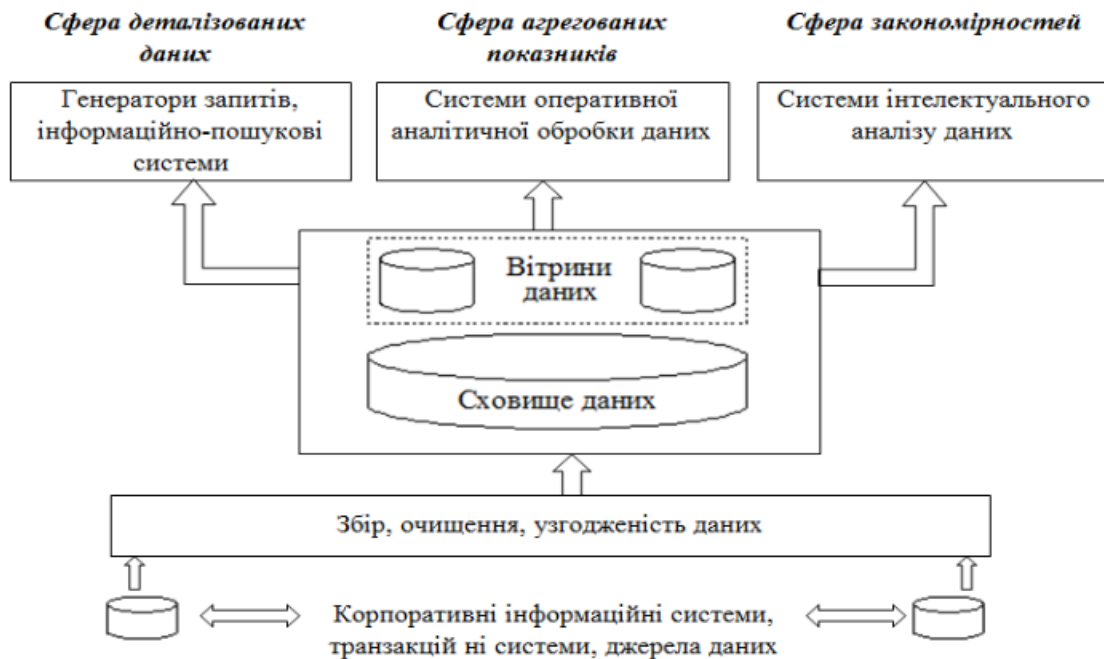 Сфера деталізованих
даних
Сфера агрегованих
показників
Сфера закономірностей
Генератори запитів,
інформаційно-пошукові
системи
Системи оперативної
аналітичної обробки даних
Системи інтелектуального
аналізу даних
Вітрини
даних
Сховище даних
Збір, очищення, узгодженість даних
Корпоративні інформаційні системи,
транзакцій ні системи, джерела даних